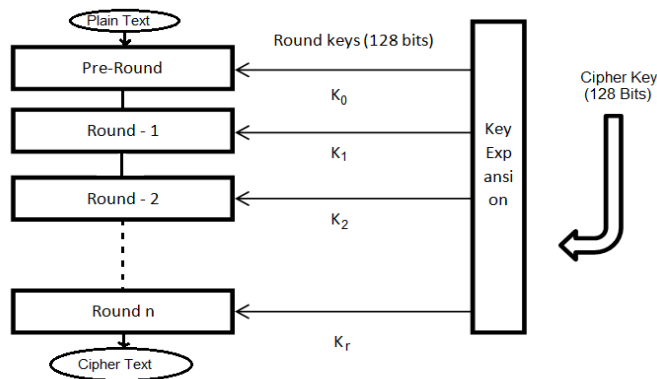 Plain Text
Round keys (128 bits)
Pre-Round
Cipher Key
(128 Bits)
K0
Round - 1
Key
Exp
ansi
on
K1
Round - 2
K2
Round n
Kr
Cipher Text